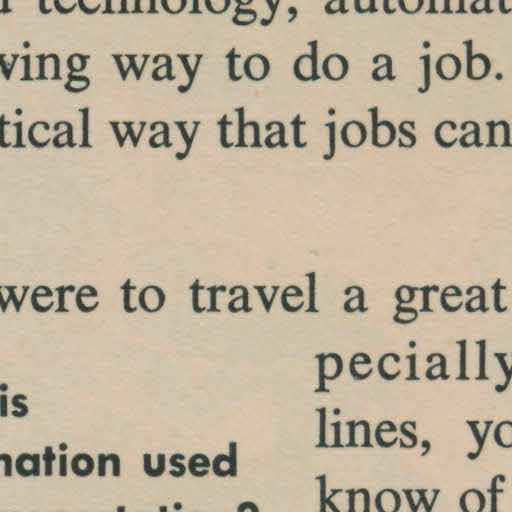 technology, automat
ving way to do a job.
tical way that jobs can
were to travel a great
pecially
lines, yo
know of
is
nation used